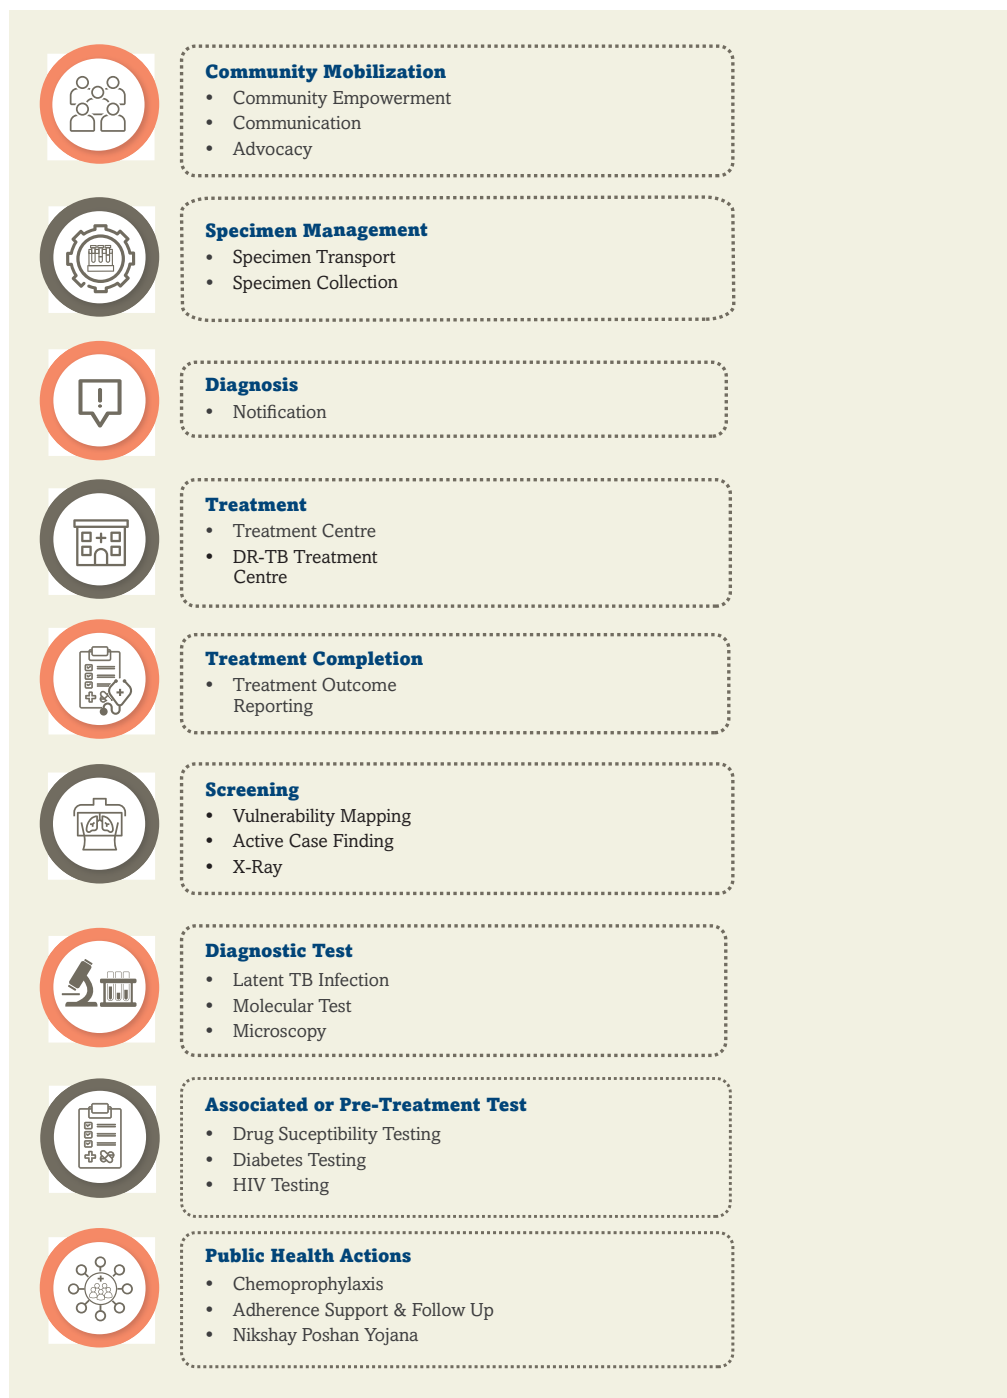 Community Mobilization
• Community Empowerment
• Communication
• Advocacy
Specimen Management
• Specimen Transport
• Specimen Collection
Diagnosis
• Notification
Treatment
• Treatment Centre
• DR-TB Treatment
Centre
Treatment Completion
• Treatment Outcome
Reporting
Screening
• Vulnerability Mapping
• Active Case Finding
• X-Ray
Diagnostic Test
• Latent TB Infection
• Molecular Test
• Microscopy
Associated or Pre-Treatment Test
• Drug Suceptibility Testing
• Diabetes Testing
• HIV Testing
Public Health Actions
• Chemoprophylaxis
• Adherence Support & Follow Up
• Nikshay Poshan Yojana